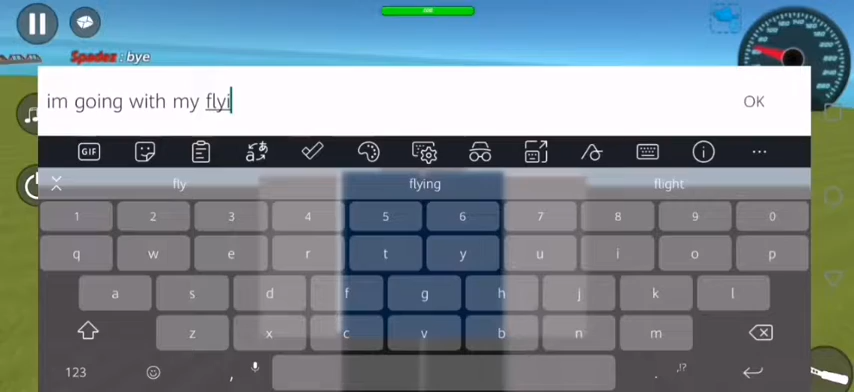 Spadez : bye
im going with my flyi
OK
GIF
fly flying flight
1 2 3 4 5 6 7 8 9 0
q w e r t y u i o p
a s d f g h j k l
z x c v b n m
123 , . ,!?